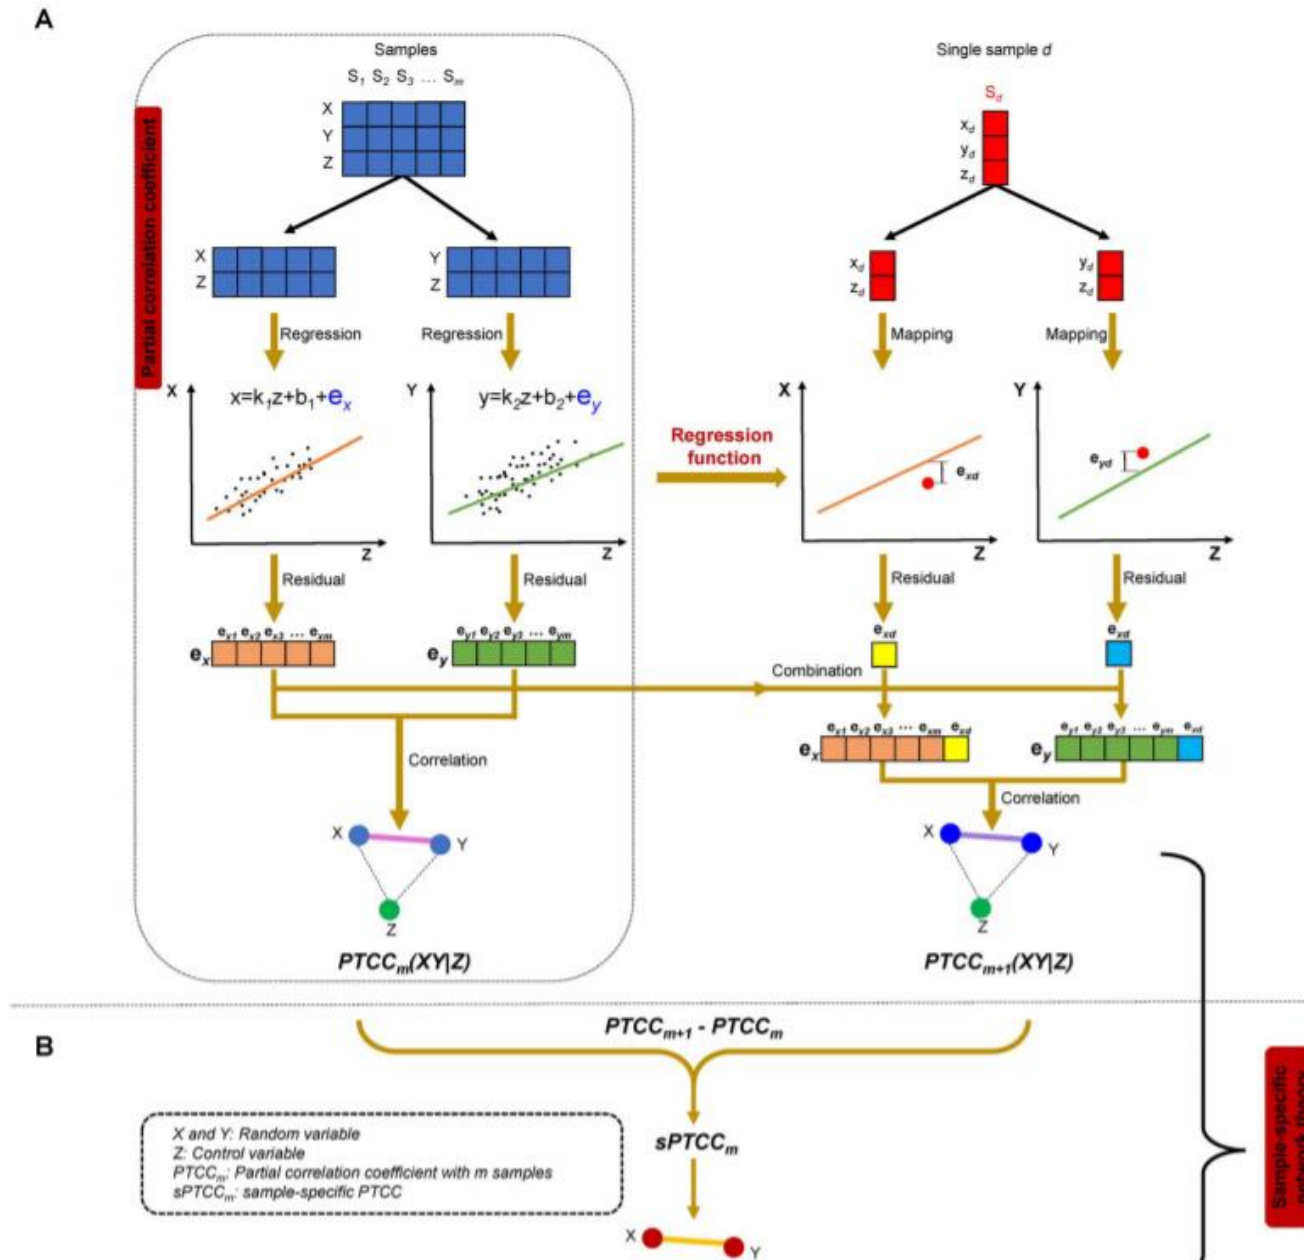 A
Samples
S1 S2 S3 ... Sm
X
Y
Z
Partial correlation coefficient
X
Z
Y
Z
Regression
Regression
X
x=k1z+b1+ex
Z
Y
y=k2z+b2+ey
Z
Residual
Residual
ex1 ex2 ex3 ... exm
ex
ey1 ey2 ey3 ... eym
ey
Correlation
X
Y
Z
PTCCm(XY|Z)
Regression
function
Single sample d
Sd
xd
yd
zd
xd
zd
yd
zd
Mapping
Mapping
X
exd
Z
Y
eyd
Z
Residual
Residual
exd
exd
Combination
ex1 ex2 ex3 ... exm exd
ex
ey1 ey2 ey3 ... eym exd
ey
Correlation
X
Y
Z
PTCCm+1(XY|Z)
B
PTCCm+1 - PTCCm
sPTCCm
X and Y: Random variable
Z: Control variable
PTCCm: Partial correlation coefficient with m samples
sPTCCm: sample-specific PTCC
X
Y
Sample-specific
network theory